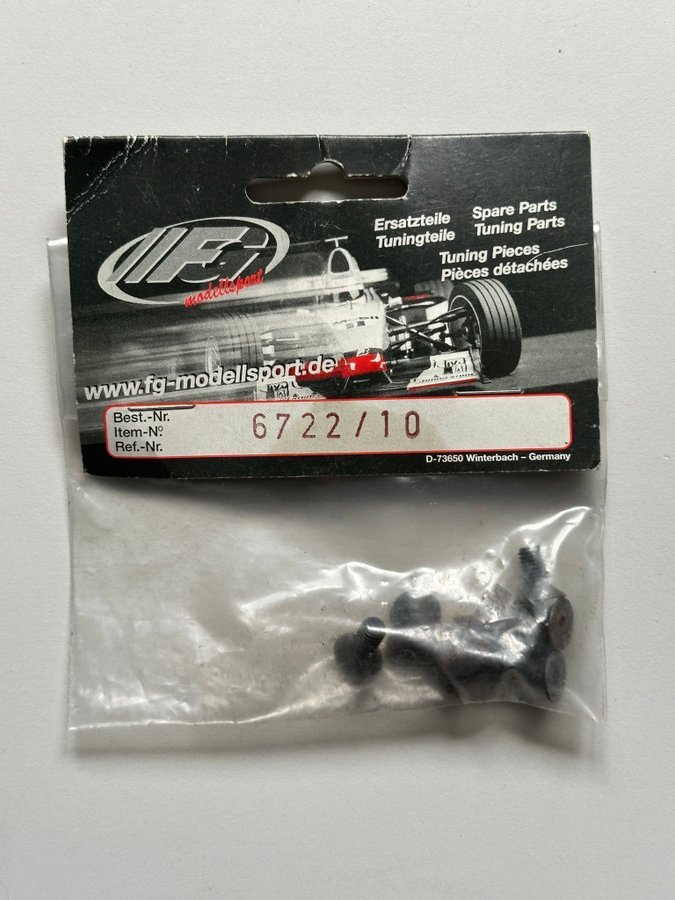 FG
modellsport
Ersatzteile
Tuningteile
Spare Parts
Tuning Parts
Tuning Pieces
Pièces détachées
www.fg-modellsport.de
Best.-Nr.
Item-Nº
Ref.-Nr.
6722/10
D-73650 Winterbach – Germany